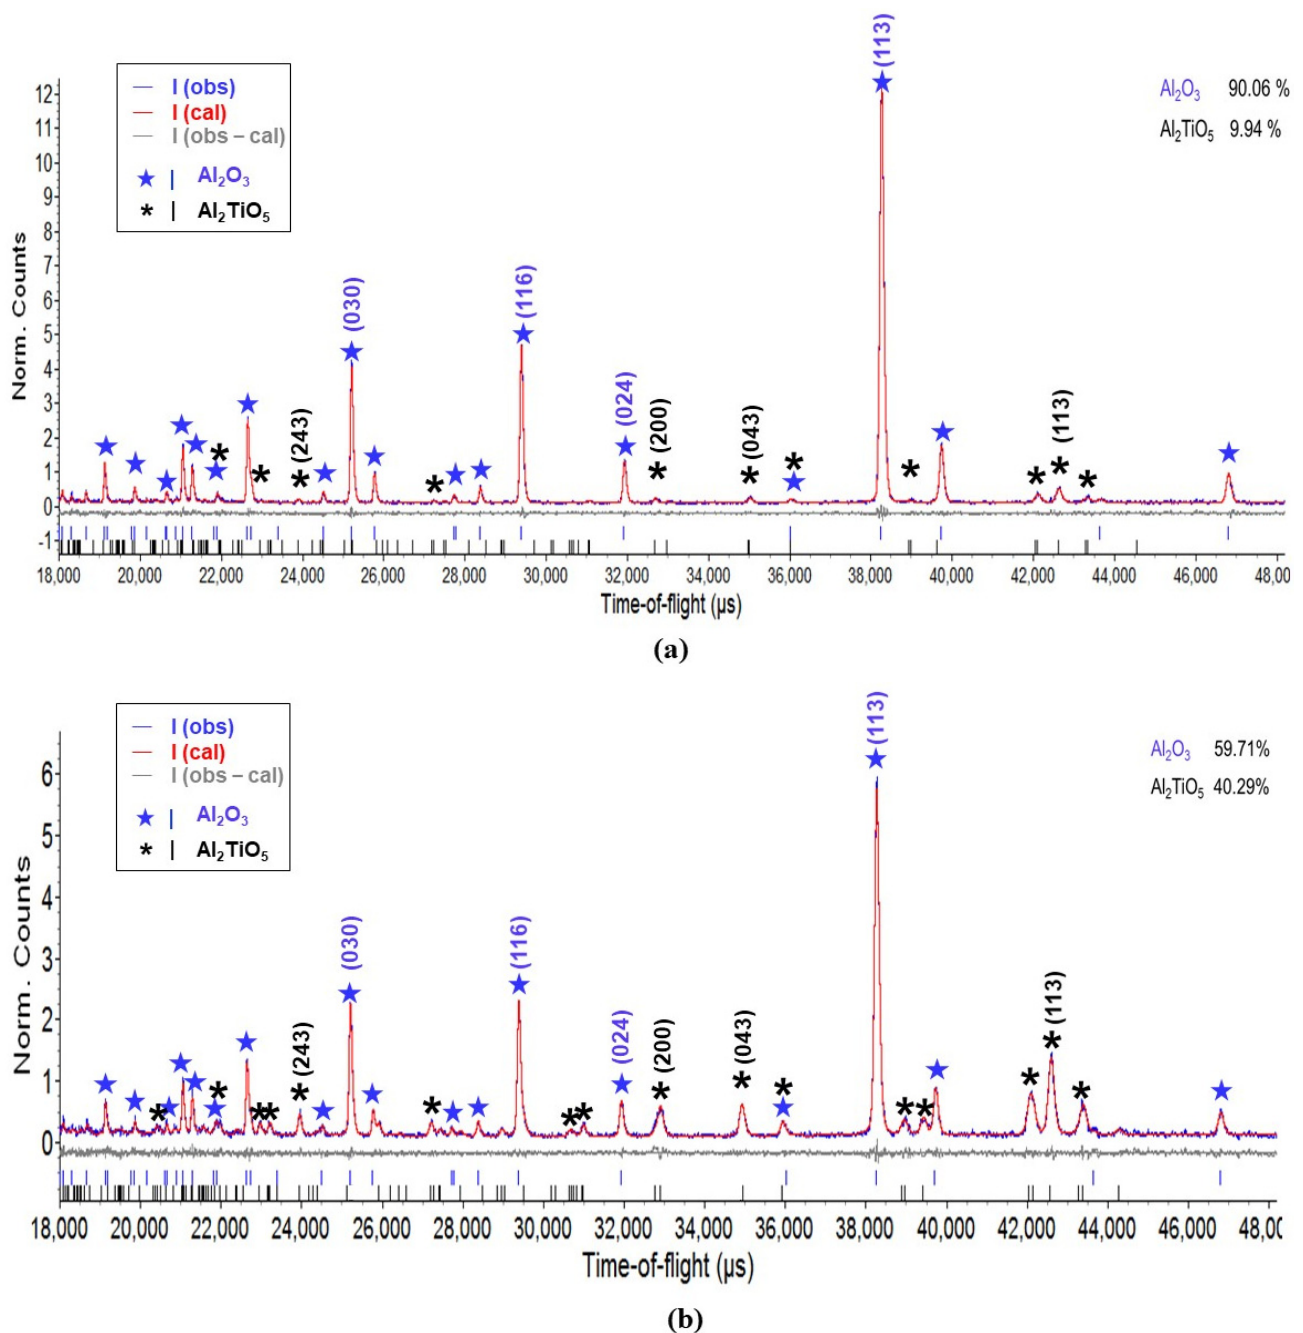 (113)
I (obs)
I (cal)
I (obs – cal)
★ | Al₂O₃
* | Al₂TiO₅
Al₂O₃ 90.06 %
Al₂TiO₅ 9.94 %
12
11
10
9
8
7
6
5
4
3
2
1
0
-1
Norm. Counts
(243)
(030)
(116)
(024)
(200)
(043)
(113)
18,000 20,000 22,000 24,000 26,000 28,000 30,000 32,000 34,000 36,000 38,000 40,000 42,000 44,000 46,000 48,0
Time-of-flight (µs)
(a)
(113)
I (obs)
I (cal)
I (obs – cal)
★ | Al₂O₃
* | Al₂TiO₅
Al₂O₃ 59.71%
Al₂TiO₅ 40.29%
6
5
4
3
2
1
0
Norm. Counts
(243)
(030)
(116)
(024)
(200)
(043)
(113)
18,000 20,000 22,000 24,000 26,000 28,000 30,000 32,000 34,000 36,000 38,000 40,000 42,000 44,000 46,000 48,0
Time-of-flight (µs)
(b)